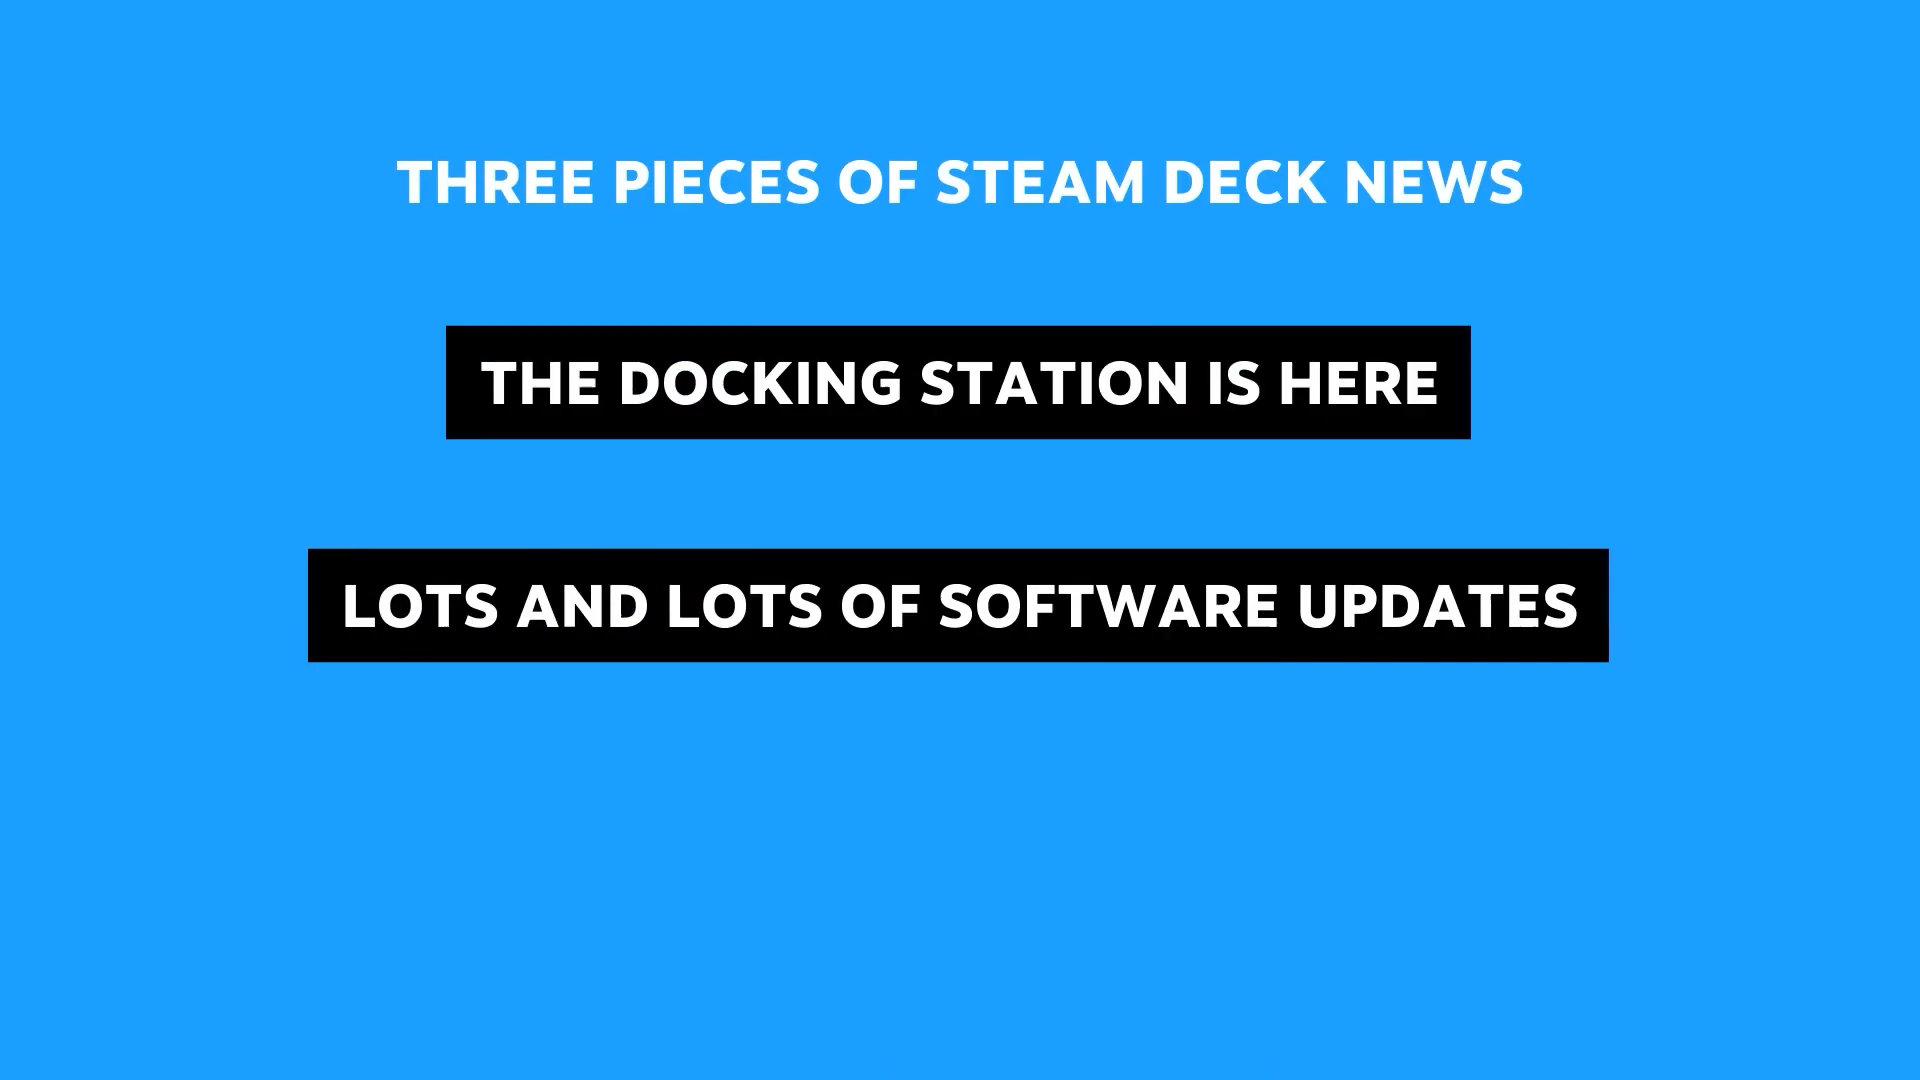 THREE PIECES OF STEAM DECK NEWS
THE DOCKING STATION IS HERE
LOTS AND LOTS OF SOFTWARE UPDATES